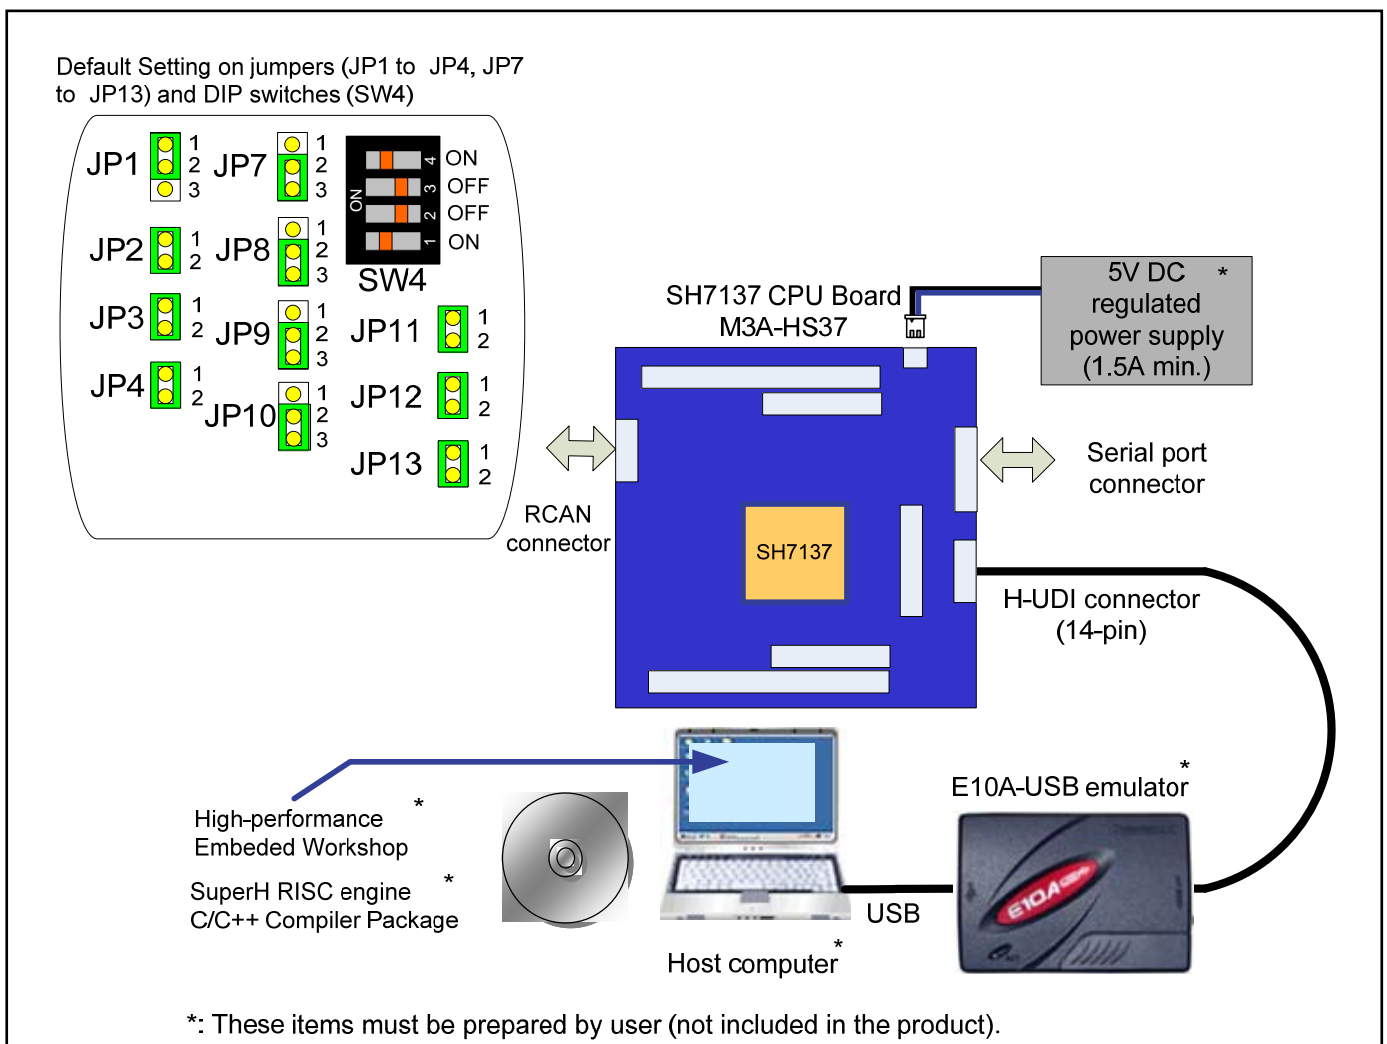 Default Setting on jumpers (JP1 to JP4, JP7
to JP13) and DIP switches (SW4)
JP1 1 2 3
JP7 1 2 3
ON
4 ON
3 OFF
2 OFF
1 ON
SW4
JP2 1 2
JP8 1 2 3
JP3 1 2
JP9 1 2 3
JP11 1 2
JP4 1 2
JP10 1 2 3
JP12 1 2
JP13 1 2
SH7137 CPU Board
M3A-HS37
5V DC *
regulated
power supply
(1.5A min.)
RCAN
connector
Serial port
connector
SH7137
H-UDI connector
(14-pin)
High-performance *
Embeded Workshop
SuperH RISC engine *
C/C++ Compiler Package
Host computer *
USB
E10A-USB emulator *
E10A
*: These items must be prepared by user (not included in the product).